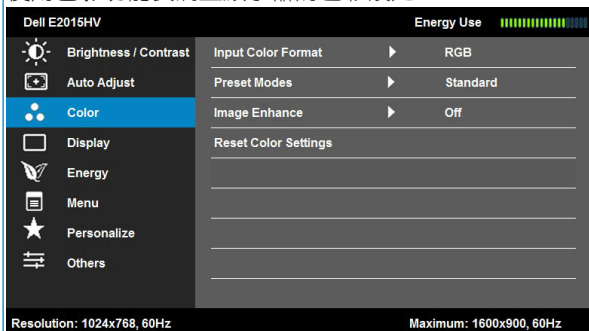 Dell E2015HV Energy Use
Brightness / Contrast Input Color Format RGB
Auto Adjust Preset Modes Standard
Color Image Enhance Off
Display Reset Color Settings
Energy
Menu
Personalize
Others
Resolution: 1024x768, 60Hz Maximum: 1600x900, 60Hz